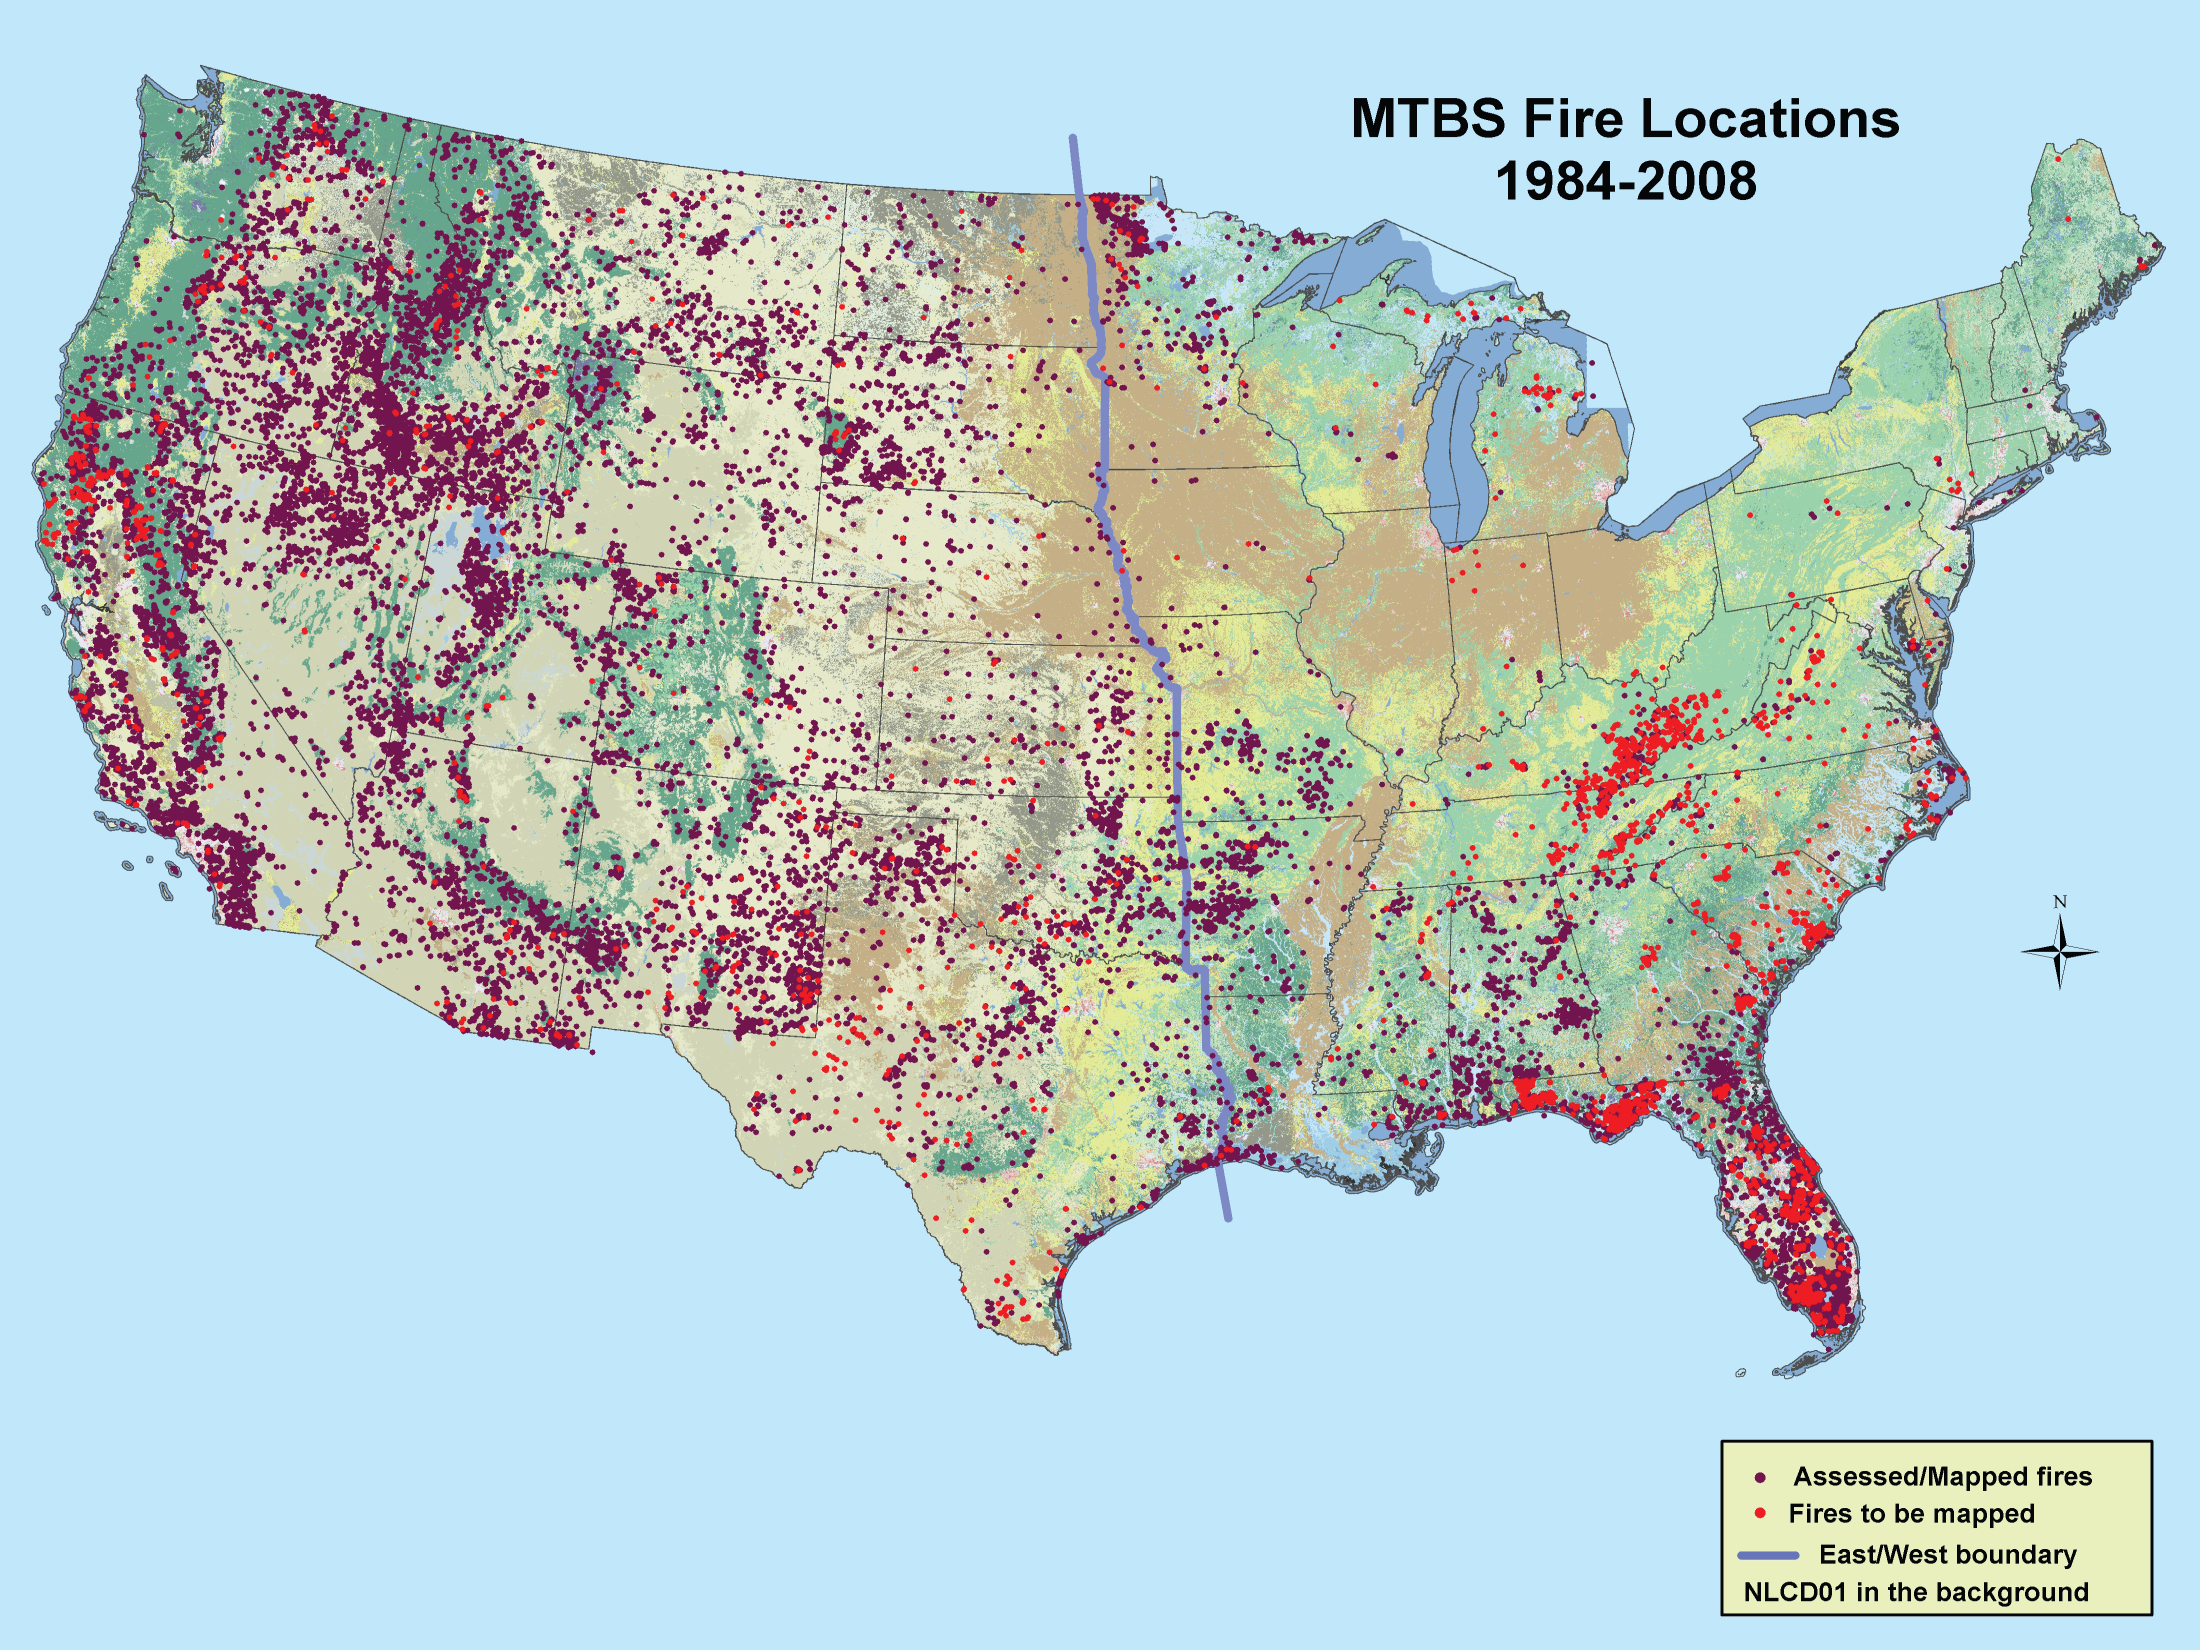 MTBS Fire Locations
1984-2008
N
Assessed/Mapped fires
Fires to be mapped
East/West boundary
NLCD01 in the background